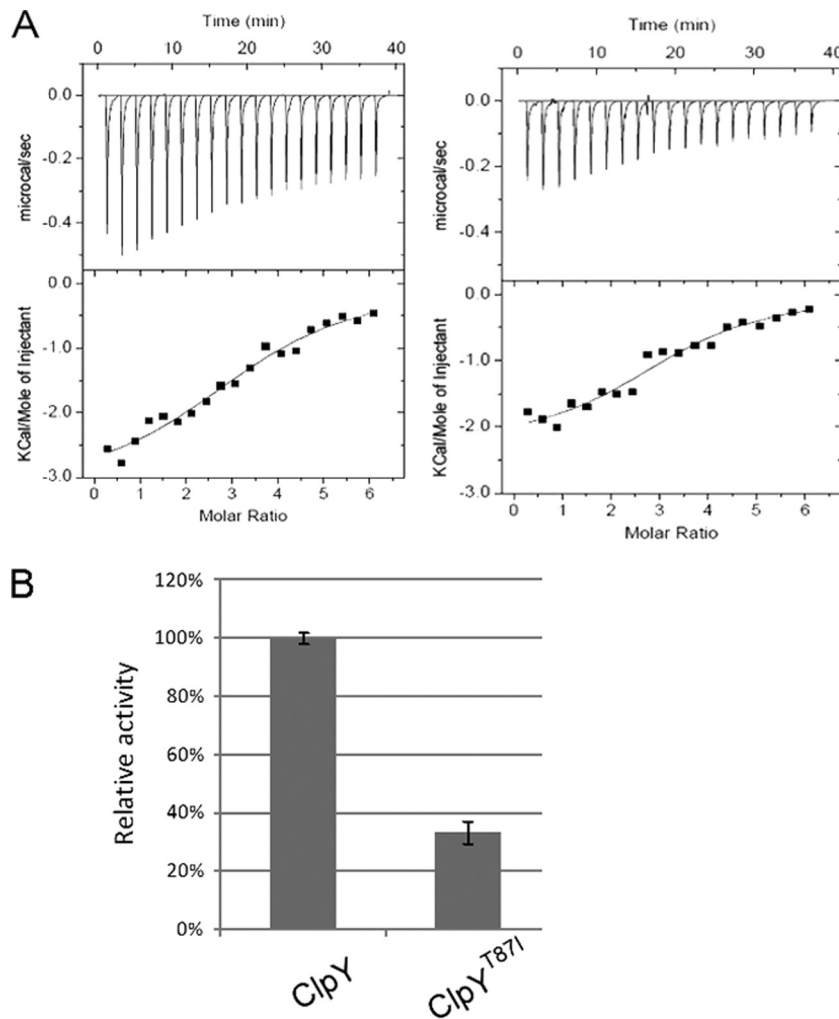 A
Time (min)
0 10 20 30 40
0.0
-0.2
-0.4
microcal/sec
0.0
-1.0
-2.0
-3.0
KCal/Mole of Injectant
0 1 2 3 4 5 6
Molar Ratio
Time (min)
0 10 20 30 40
0.0
-0.2
-0.4
microcal/sec
0.0
-1.0
-2.0
-3.0
KCal/Mole of Injectant
0 1 2 3 4 5 6
Molar Ratio
B
120%
100%
80%
60%
40%
20%
0%
Relative activity
ClpY
ClpY^T87I